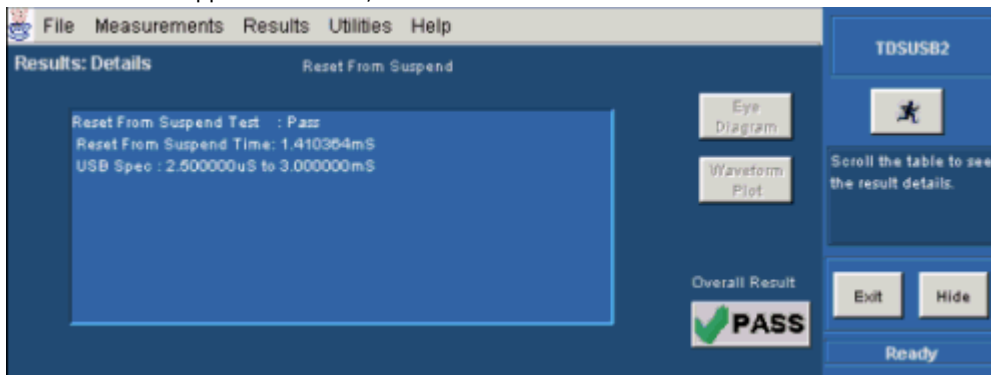 File Measurements Results Utilities Help
TDSUSB2
Results: Details Reset From Suspend
Reset From Suspend Test : Pass
Reset From Suspend Time: 1.410364mS
USB Spec : 2.500000uS to 3.000000mS
Eye
Diagram
Waveform
Plot
Scroll the table to see
the result details.
Overall Result
PASS
Exit Hide
Ready